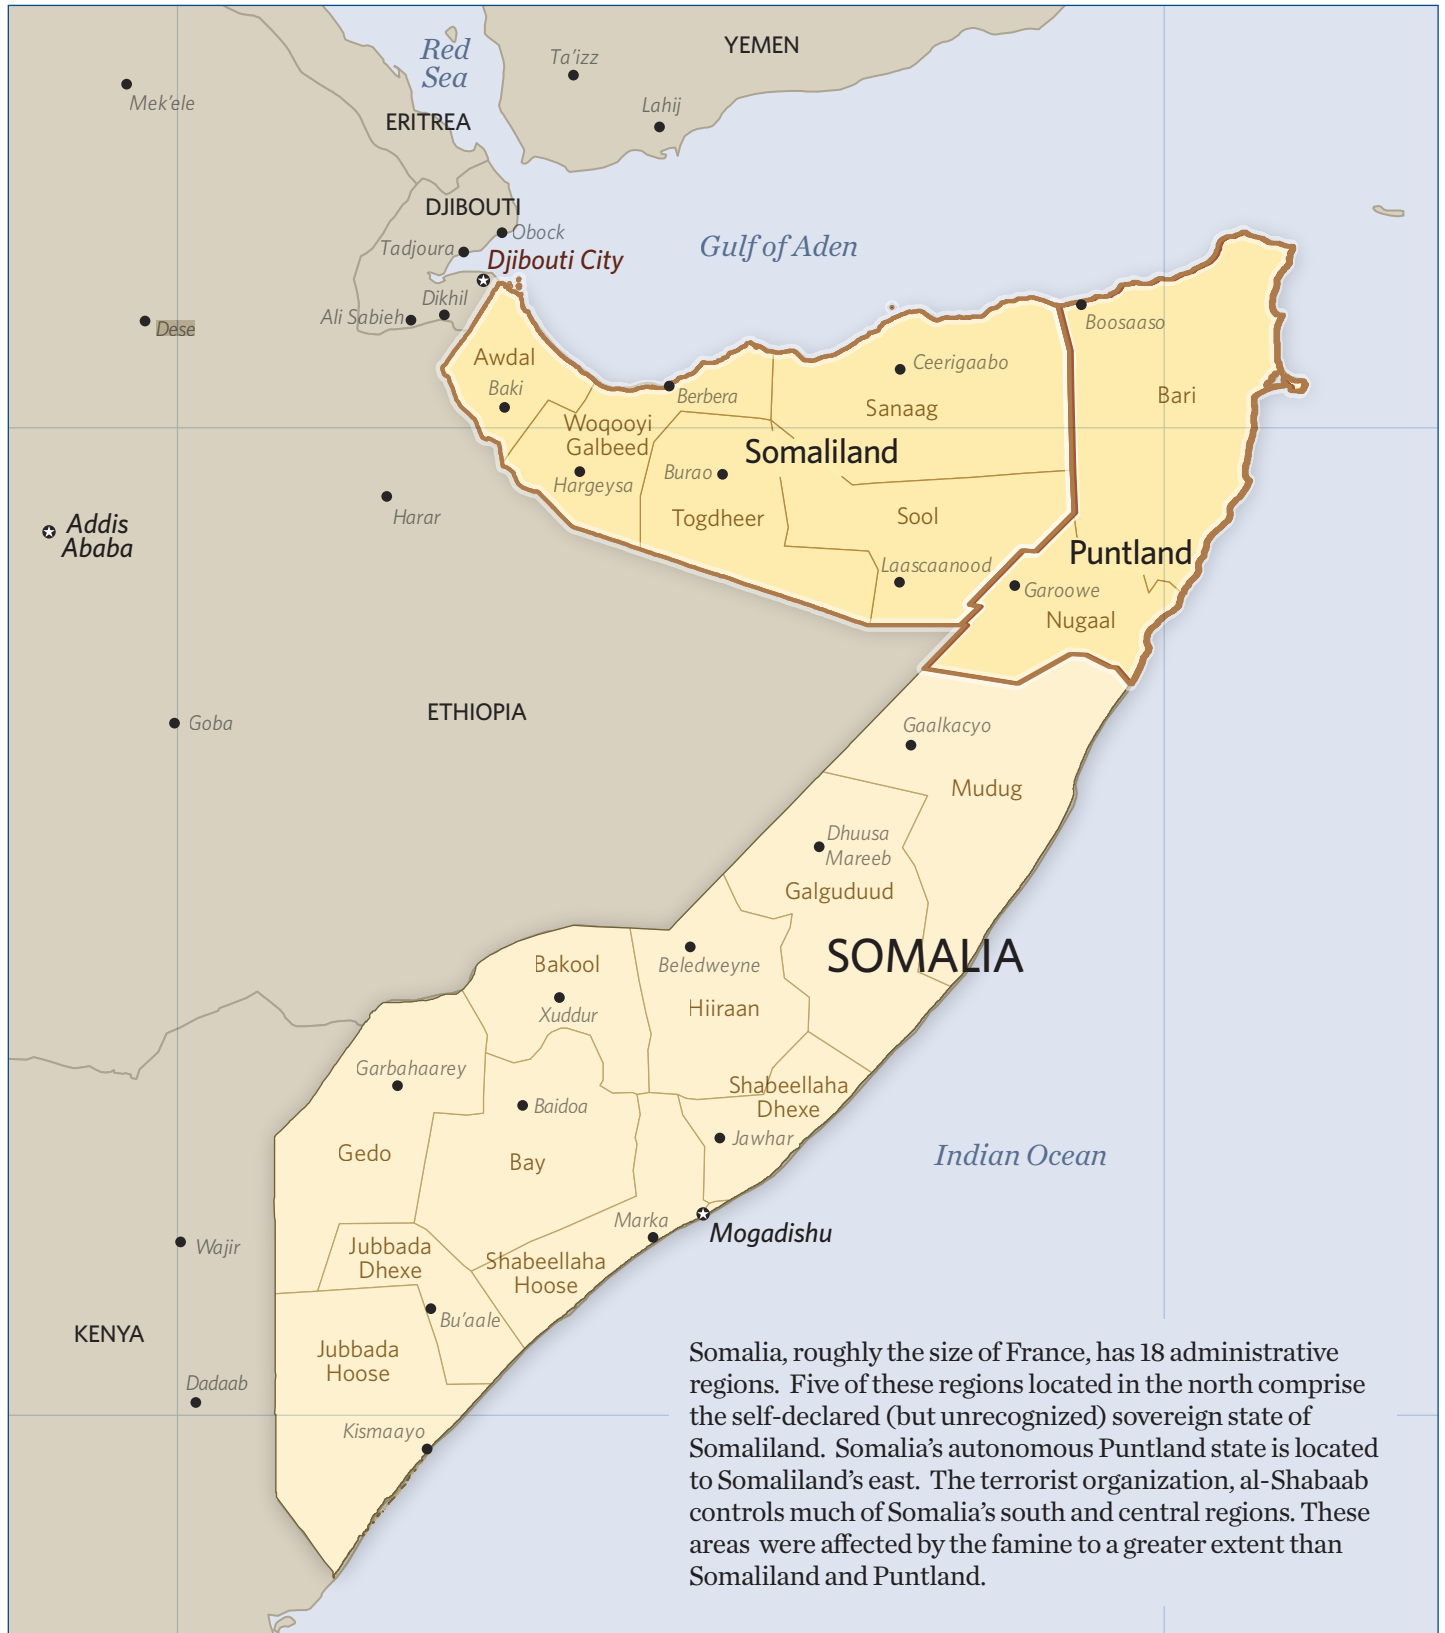 Red
Sea
YEMEN
Ta'izz
Mek'ele
Lahij
ERITREA
DJIBOUTI
Obock
Tadjoura
Djibouti City
Gulf of Aden
Dikhil
Ali Sabieh
Dese
Boosaaso
Awdal
Baki
Ceerigaabo
Berbera
Sanaag
Bari
Woqooyi
Galbeed
Somaliland
Burao
Hargeysa
Togdheer
Sool
Harar
Addis
Ababa
Puntland
Laascaanood
Garoowe
Nugaal
ETHIOPIA
Goba
Gaalkacyo
Mudug
Dhuusa
Mareeb
Galguduud
SOMALIA
Bakool
Beledweyne
Xuddur
Hiiraan
Garbahaarey
Shabeellaha
Dhexe
Baidoa
Jawhar
Gedo
Bay
Indian Ocean
Marka
Mogadishu
Wajir
Jubbada
Dhexe
Shabeellaha
Hoose
Bu'aale
KENYA
Jubbada
Hoose
Dadaab
Kismaayo
Somalia, roughly the size of France, has 18 administrative
regions. Five of these regions located in the north comprise
the self-declared (but unrecognized) sovereign state of
Somaliland. Somalia's autonomous Puntland state is located
to Somaliland's east. The terrorist organization, al-Shabaab
controls much of Somalia's south and central regions. These
areas were affected by the famine to a greater extent than
Somaliland and Puntland.